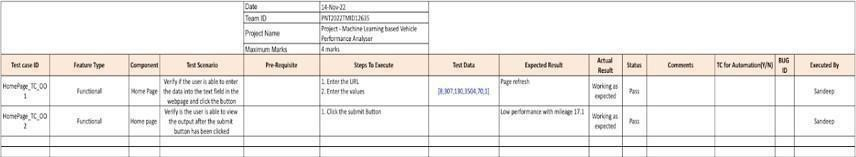 Date 14-Nov-22
Team ID PNT2022TMID12635
Project Name Project - Machine Learning based Vehicle
Performance Analyser
Maximum Marks 4 marks
Test case ID Feature Type Component Test Scenario Pre-Requisite Steps To Execute Test Data Expected Result Actual Result Status Comments TC for Automation(Y/N) BUG ID Executed By
HomePage_TC_OO
1
Functional
Home Page
Verify if the user is able to enter
the data into the text field in the
webpage and click the button
1. Enter the URL
2. Enter the values
[8,307,130,3504,70,1]
Page refresh
Working as
expected
Pass
Sandeep
HomePage_TC_OO
2
Functional
Home page
Verify is the user is able to view
the output after the submit
button has been clicked
1. Click the submit Button
Low performance with mileage 17.1
Working as
expected
Pass
Sandeep